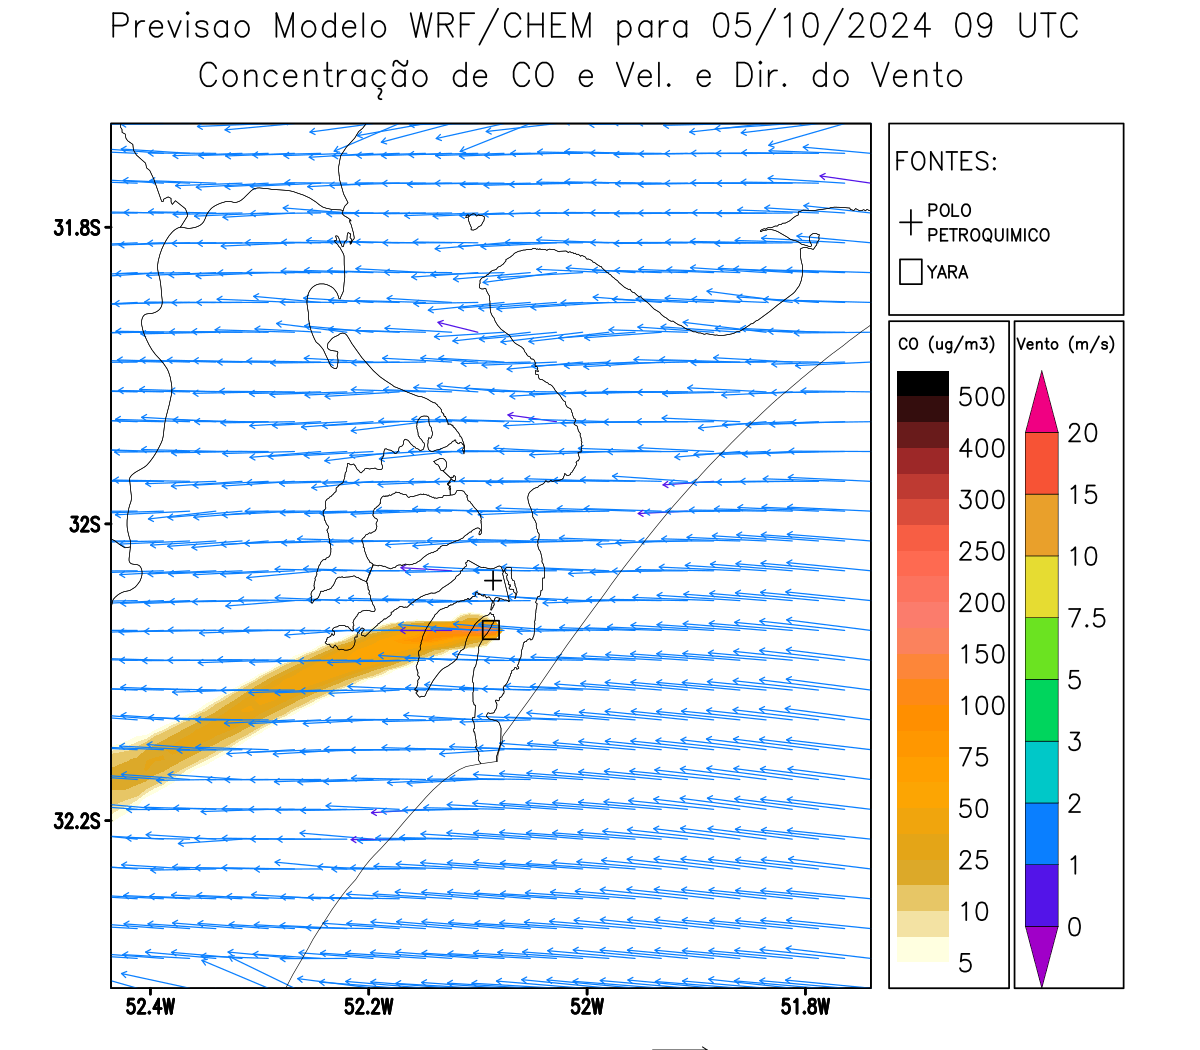 Previsao Modelo WRF/CHEM para 05/10/2024 09 UTC
Concentração de CO e Vel. e Dir. do Vento
FONTES:
POLO
PETROQUIMICO
YARA
31.8S
32S
32.2S
52.4W
52.2W
52W
51.8W
CO (ug/m3)
500
400
300
250
200
150
100
75
50
25
10
5
Vento (m/s)
20
15
10
7.5
5
3
2
1
0